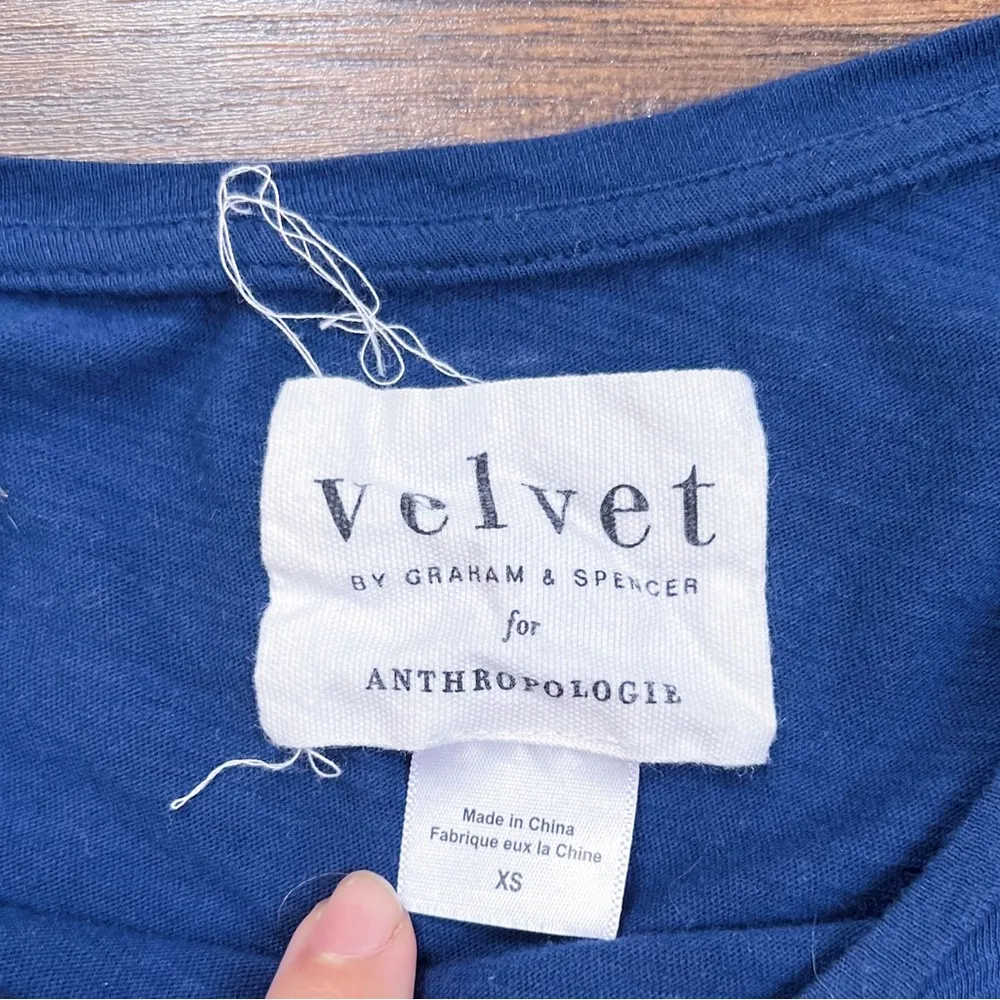 velvet
BY GRAHAM & SPENCER
for
ANTHROPOLOGIE
Made in China
Fabrique eux la Chine
XS